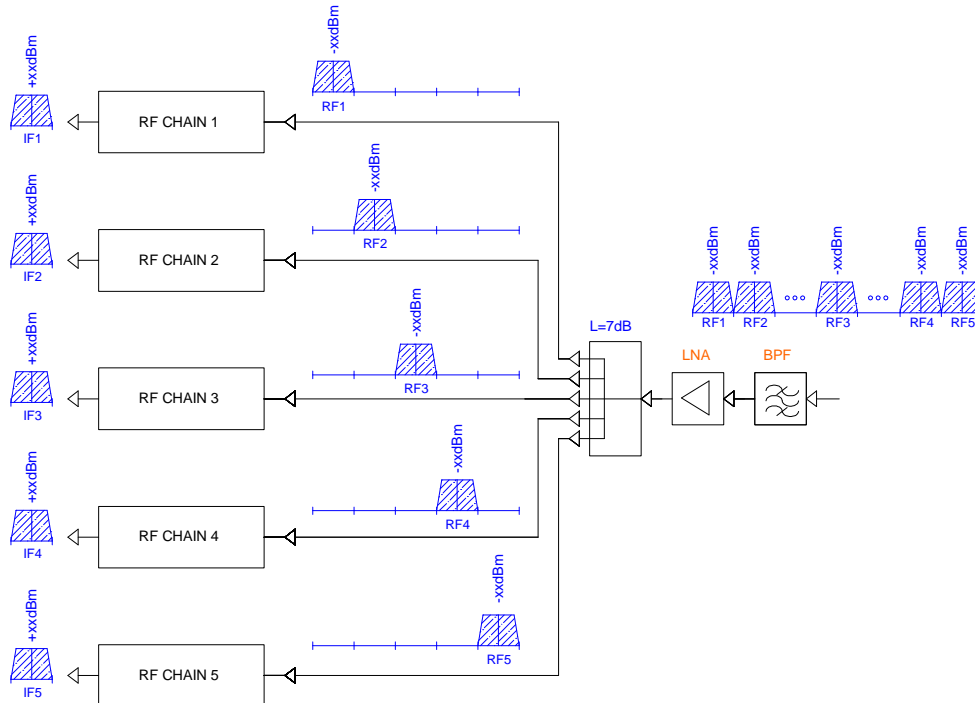 +xxdBm
IF1
RF CHAIN 1
-xxdBm
RF1
+xxdBm
IF2
RF CHAIN 2
-xxdBm
RF2
+xxdBm
IF3
RF CHAIN 3
-xxdBm
RF3
+xxdBm
IF4
RF CHAIN 4
-xxdBm
RF4
+xxdBm
IF5
RF CHAIN 5
-xxdBm
RF5
L=7dB
LNA
BPF
-xxdBm
-xxdBm
-xxdBm
-xxdBm
-xxdBm
RF1
RF2
RF3
RF4
RF5